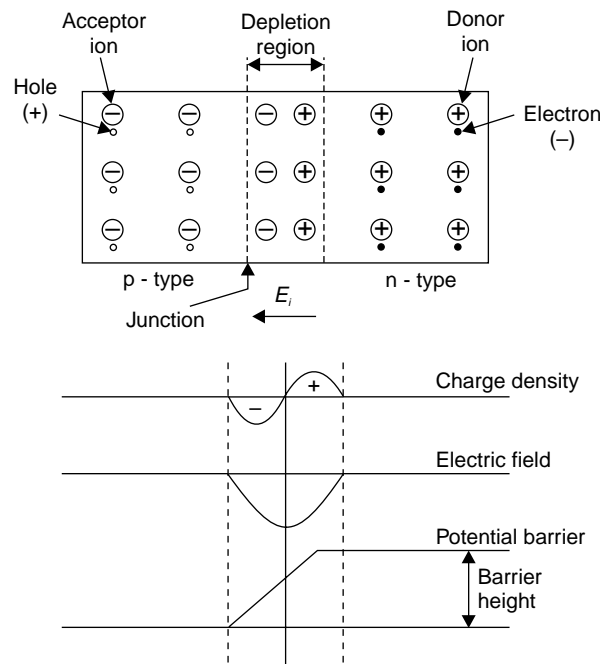 Acceptor
ion
Depletion
region
Donor
ion
Hole
(+)
Electron
(–)
p - type
n - type
Junction
E_i
Charge density
–
+
Electric field
Potential barrier
Barrier
height